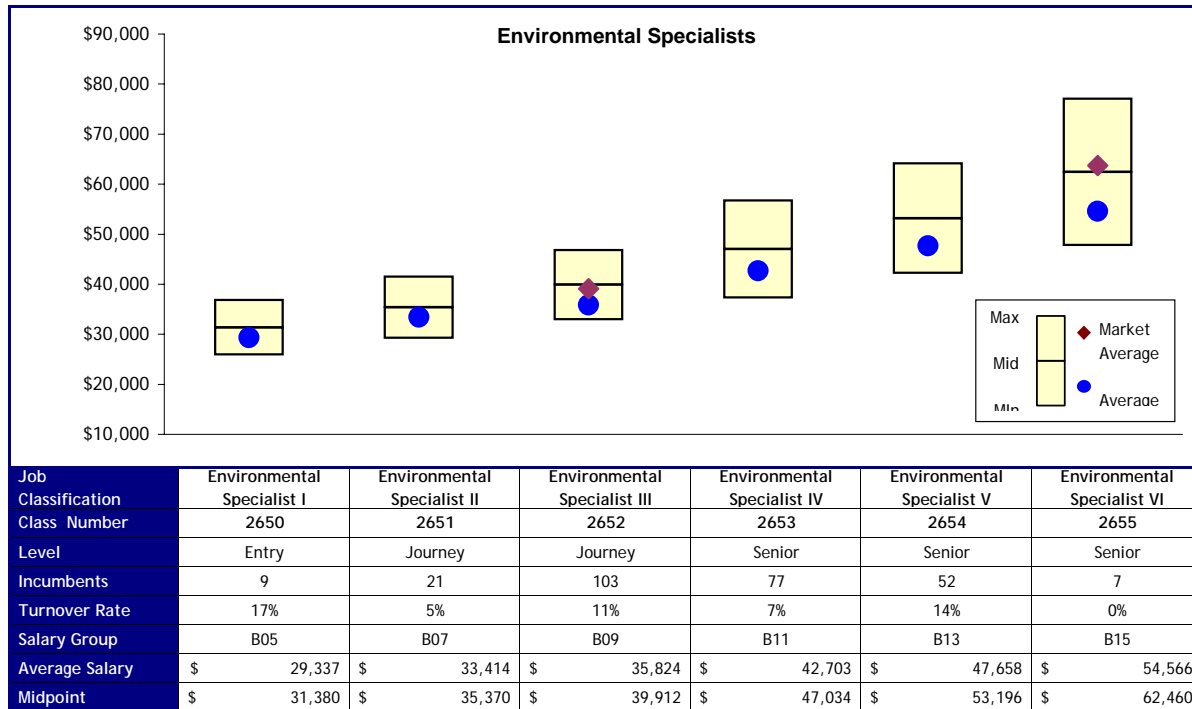 Environmental Specialists
$90,000
$80,000
$70,000
$60,000
$50,000
$40,000
$30,000
$20,000
$10,000
Max
Mid
MIn
Market
Average
Average
Job
Classification
Environmental
Specialist I
Environmental
Specialist II
Environmental
Specialist III
Environmental
Specialist IV
Environmental
Specialist V
Environmental
Specialist VI
Class Number 2650 2651 2652 2653 2654 2655
Level Entry Journey Journey Senior Senior Senior
Incumbents 9 21 103 77 52 7
Turnover Rate 17% 5% 11% 7% 14% 0%
Salary Group B05 B07 B09 B11 B13 B15
Average Salary $ 29,337 $ 33,414 $ 35,824 $ 42,703 $ 47,658 $ 54,566
Midpoint $ 31,380 $ 35,370 $ 39,912 $ 47,034 $ 53,196 $ 62,460